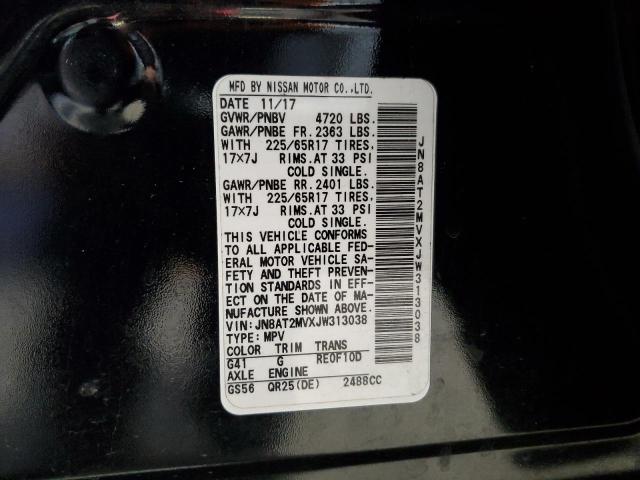 MFD BY NISSAN MOTOR CO.,LTD.
DATE 11/17
GVWR/PNBV 4720 LBS.
GAWR/PNBE FR. 2363 LBS.
WITH 225/65R17 TIRES,
17X7J RIMS.AT 33 PSI
COLD SINGLE.
GAWR/PNBE RR. 2401 LBS.
WITH 225/65R17 TIRES,
17X7J RIMS.AT 33 PSI
COLD SINGLE.
THIS VEHICLE CONFORMS
TO ALL APPLICABLE FED-
ERAL MOTOR VEHICLE SA-
FETY AND THEFT PREVEN-
TION STANDARDS IN EFF-
ECT ON THE DATE OF MA-
NUFACTURE SHOWN ABOVE.
VIN: JN8AT2MVXJW313038
TYPE: MPV
COLOR TRIM TRANS
G41 G RE0F10D
AXLE ENGINE
GS56 QR25(DE) 2488CC
JN8AT2MVXJW313038